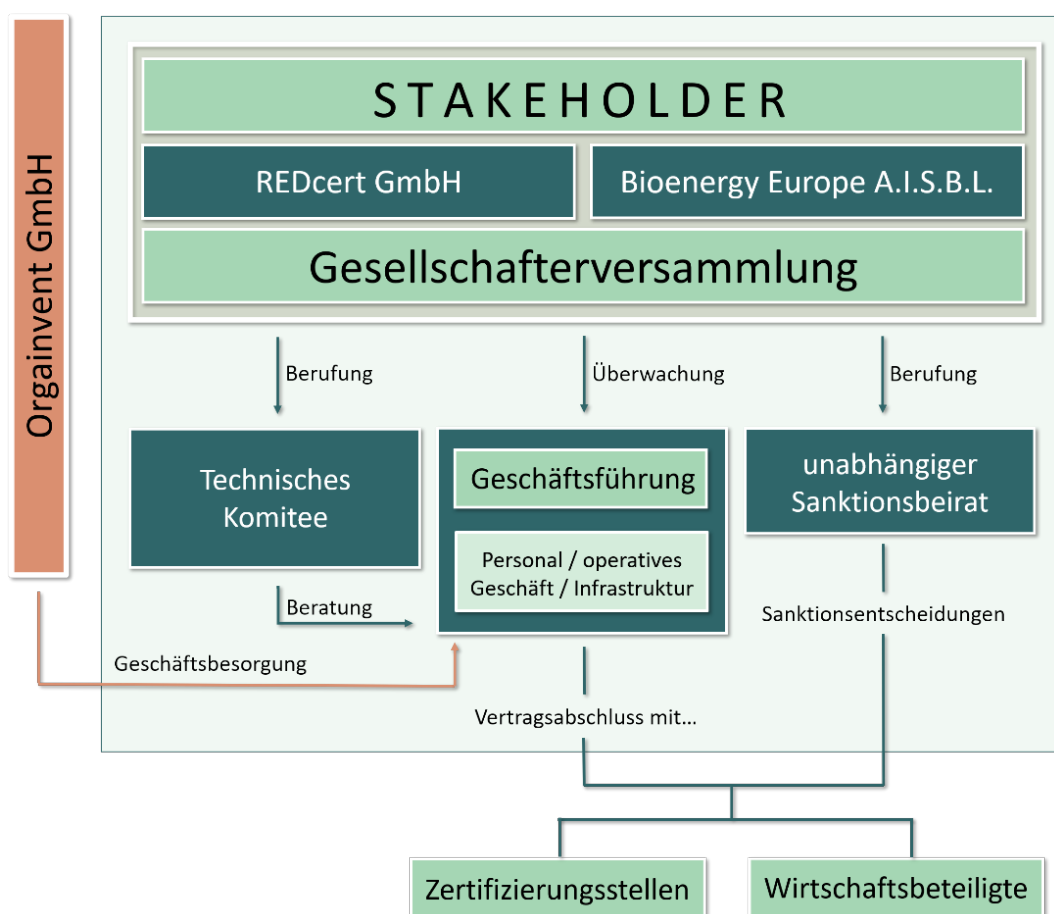 Orgainvent GmbH
STAKEHOLDER
REDcert GmbH
Bioenergy Europe A.I.S.B.L.
Gesellschafterversammlung
Berufung
Überwachung
Berufung
Technisches
Komitee
Geschäftsführung
Personal / operatives
Geschäft / Infrastruktur
unabhängiger
Sanktionsbeirat
Beratung
Sanktionsentscheidungen
Geschäftsbesorgung
Vertragsabschluss mit...
Zertifizierungsstellen
Wirtschaftsbeteiligte